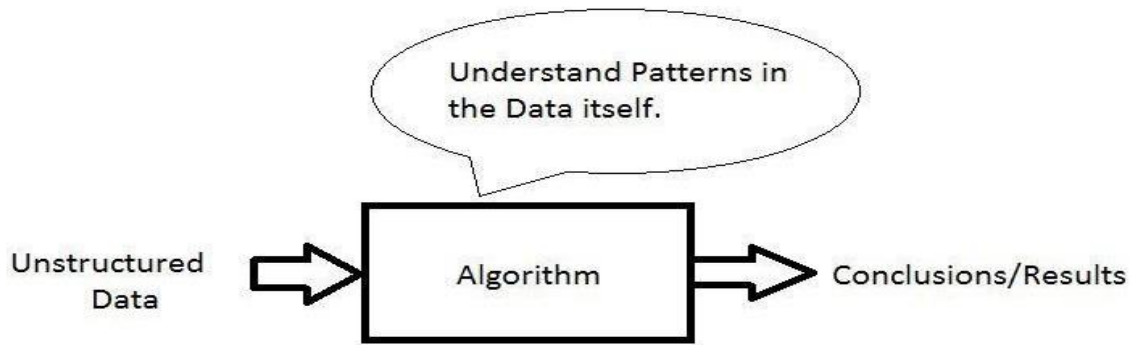 Understand Patterns in
the Data itself.
Unstructured
Data
Algorithm
Conclusions/Results